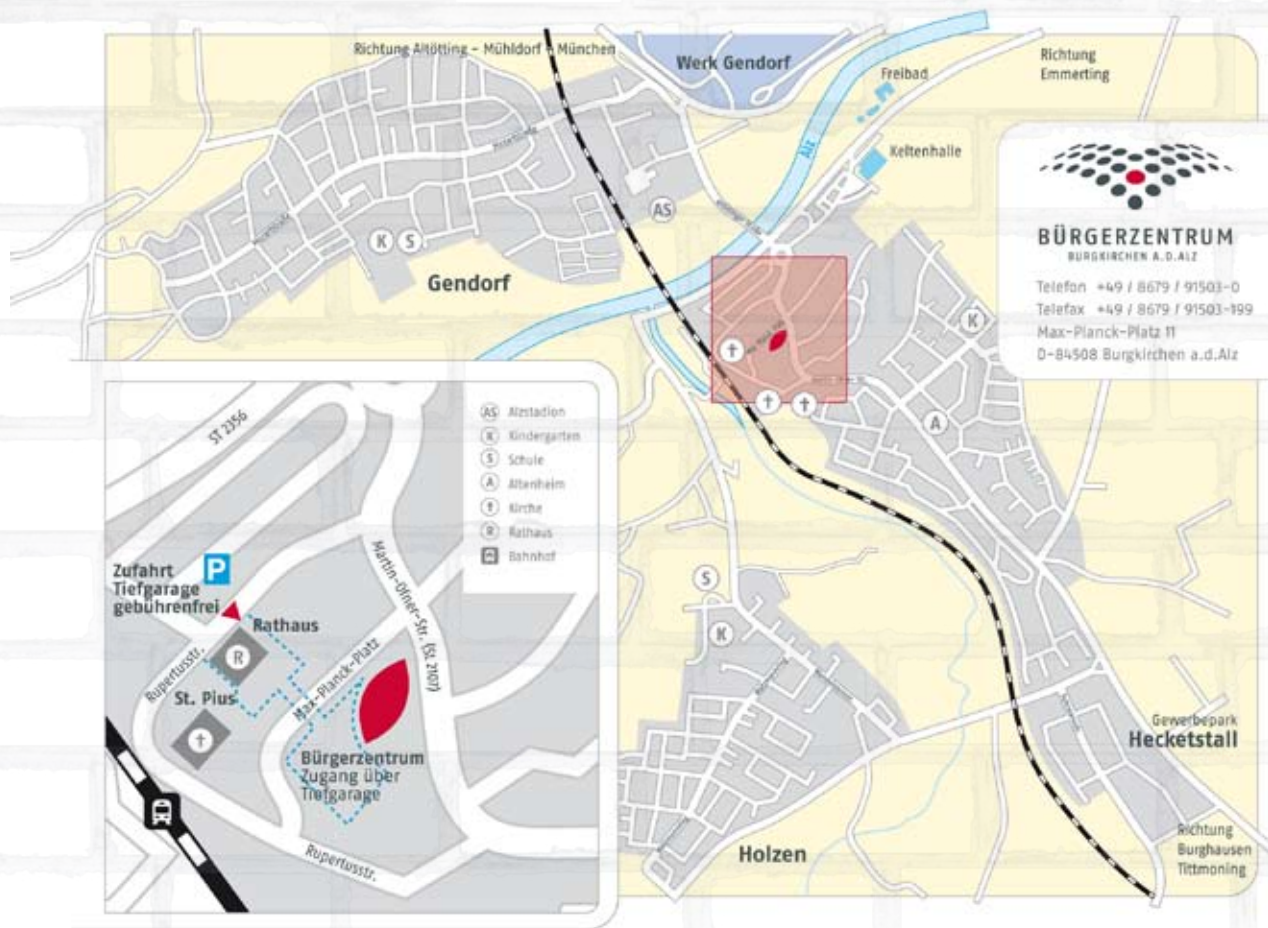 Richtung Altötting - Mühldorf - München
Werk Gendorf
Freibad
Richtung
Emmerting
Alz
Keltenhalle
AS
K
S
Gendorf
BÜRGERZENTRUM
BURGKIRCHEN A.D.ALZ
Telefon +49 / 8679 / 91503-0
Telefax +49 / 8679 / 91503-199
Max-Planck-Platz 11
D-84508 Burgkirchen a.d.Alz
K
A
ST 2356
AS Alzstadion
K Kindergarten
S Schule
A Altenheim
Kirche
R Rathaus
Bahnhof
Zufahrt
Tiefgarage
gebührenfrei
P
Rathaus
R
Rupertusstr.
St. Pius
Max-Planck-Platz
Martin-Ofner-Str. (St. 2107)
Bürgerzentrum
Zugang über
Tiefgarage
Rupertusstr.
S
K
Holzen
Gewerbepark
Hecketstall
Richtung
Burghausen
Tittmoning